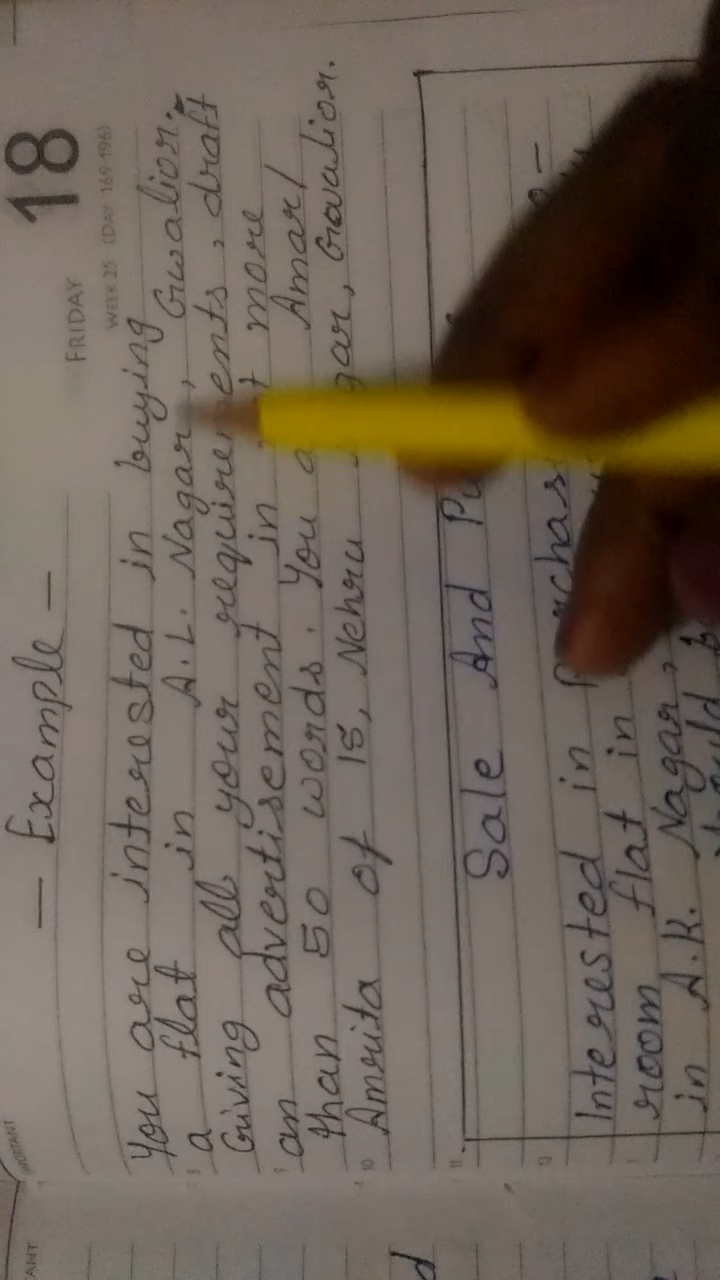 18
FRIDAY
WEEK 25 (DAY 169-196)
— Example —
You are interested in buying
a flat in A.L. Nagar, Gwalior.
Giving all your requirements, draft
an advertisement in more
than 50 words. You Amar/
Amrita of 15, Nehru Gwalior.
Sale And
Interested in
room flat in
in A.K. Nagar,